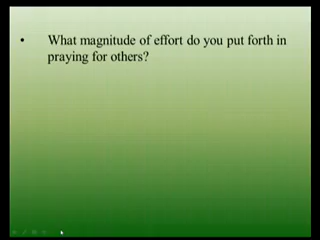 • What magnitude of effort do you put forth in
praying for others?